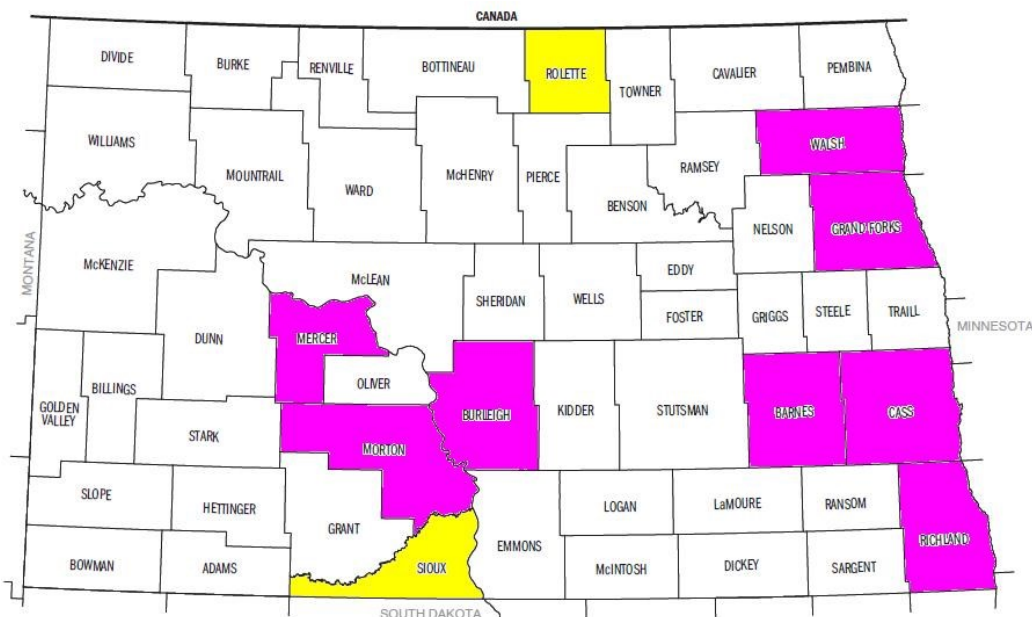 CANADA
DIVIDE
BURKE
RENVILLE
BOTTINEAU
ROLETTE
TOWNER
CAVALIER
PEMBINA
WILLIAMS
MOUNTRAIL
WARD
McHENRY
PIERCE
BENSON
RAMSEY
WALSH
NELSON
GRAND FORKS
MONTANA
McKENZIE
DUNN
McLEAN
MERCER
OLIVER
SHERIDAN
WELLS
EDDY
FOSTER
GRIGGS
STEELE
TRAILL
MINNESOTA
GOLDEN
VALLEY
BILLINGS
STARK
MORTON
BURLEIGH
KIDDER
STUTSMAN
BARNES
CASS
SLOPE
HETTINGER
GRANT
EMMONS
LOGAN
LaMOURE
RANSOM
RICHLAND
BOWMAN
ADAMS
SIOUX
McINTOSH
DICKEY
SARGENT
SOUTH DAKOTA